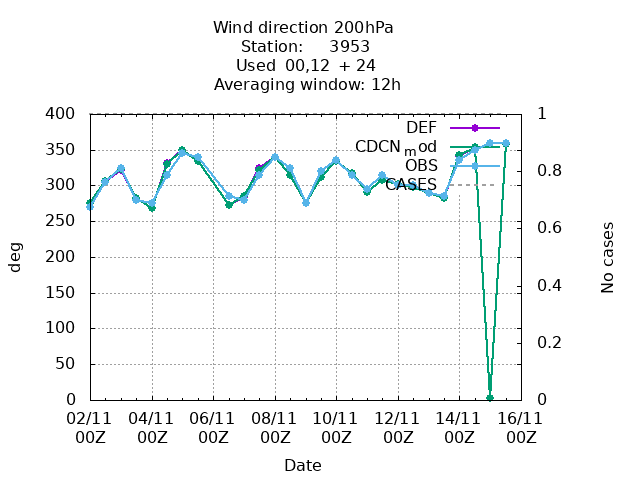 Wind direction 200hPa
Station: 3953
Used 00,12 + 24
Averaging window: 12h
400
350
300
250
200
150
100
50
0
deg
1
0.8
0.6
0.4
0.2
0
No cases
DEF
CDCNmod
OBS
CASES
02/11 04/11 06/11 08/11 10/11 12/11 14/11 16/11
00Z 00Z 00Z 00Z 00Z 00Z 00Z 00Z
Date